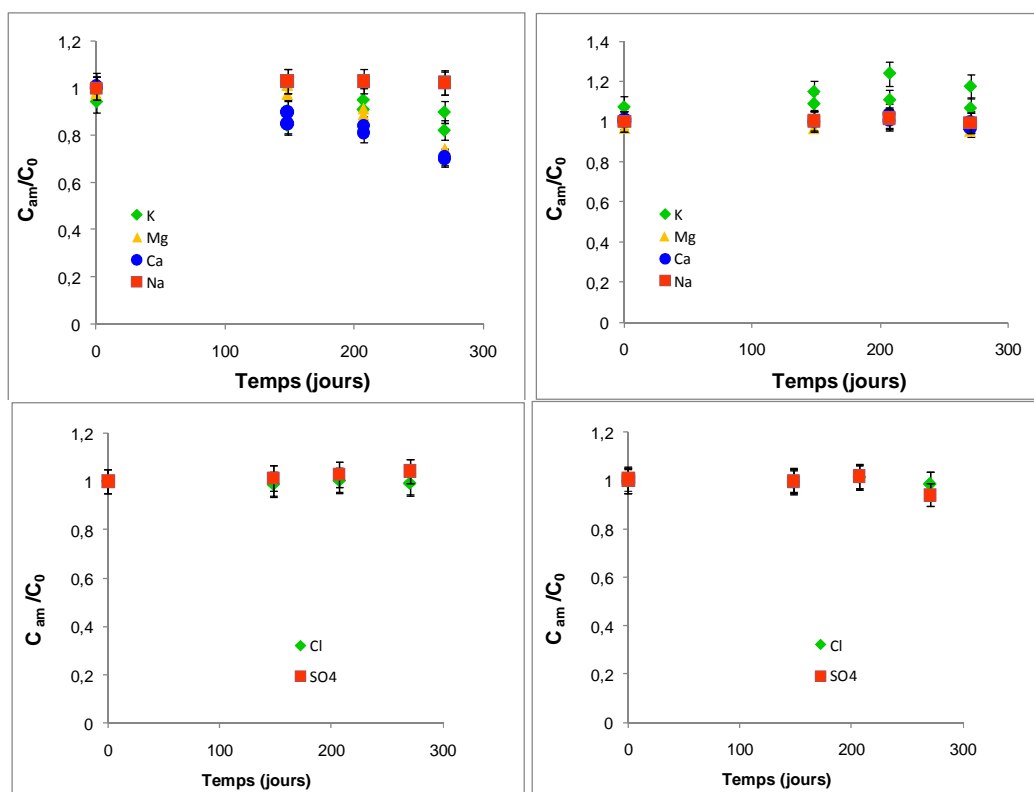 1,2
1
0,8
0,6
0,4
0,2
0
C_am/C_0
K
Mg
Ca
Na
0 100 200 300
Temps (jours)
1,4
1,2
1
0,8
0,6
0,4
0,2
0
C_am/C_0
K
Mg
Ca
Na
0 100 200 300
Temps (jours)
1,2
1
0,8
0,6
0,4
0,2
0
C_am /C_0
Cl
SO4
0 100 200 300
Temps (jours)
1,2
1
0,8
0,6
0,4
0,2
0
C_am /C_0
Cl
SO4
0 100 200 300
Temps (jours)